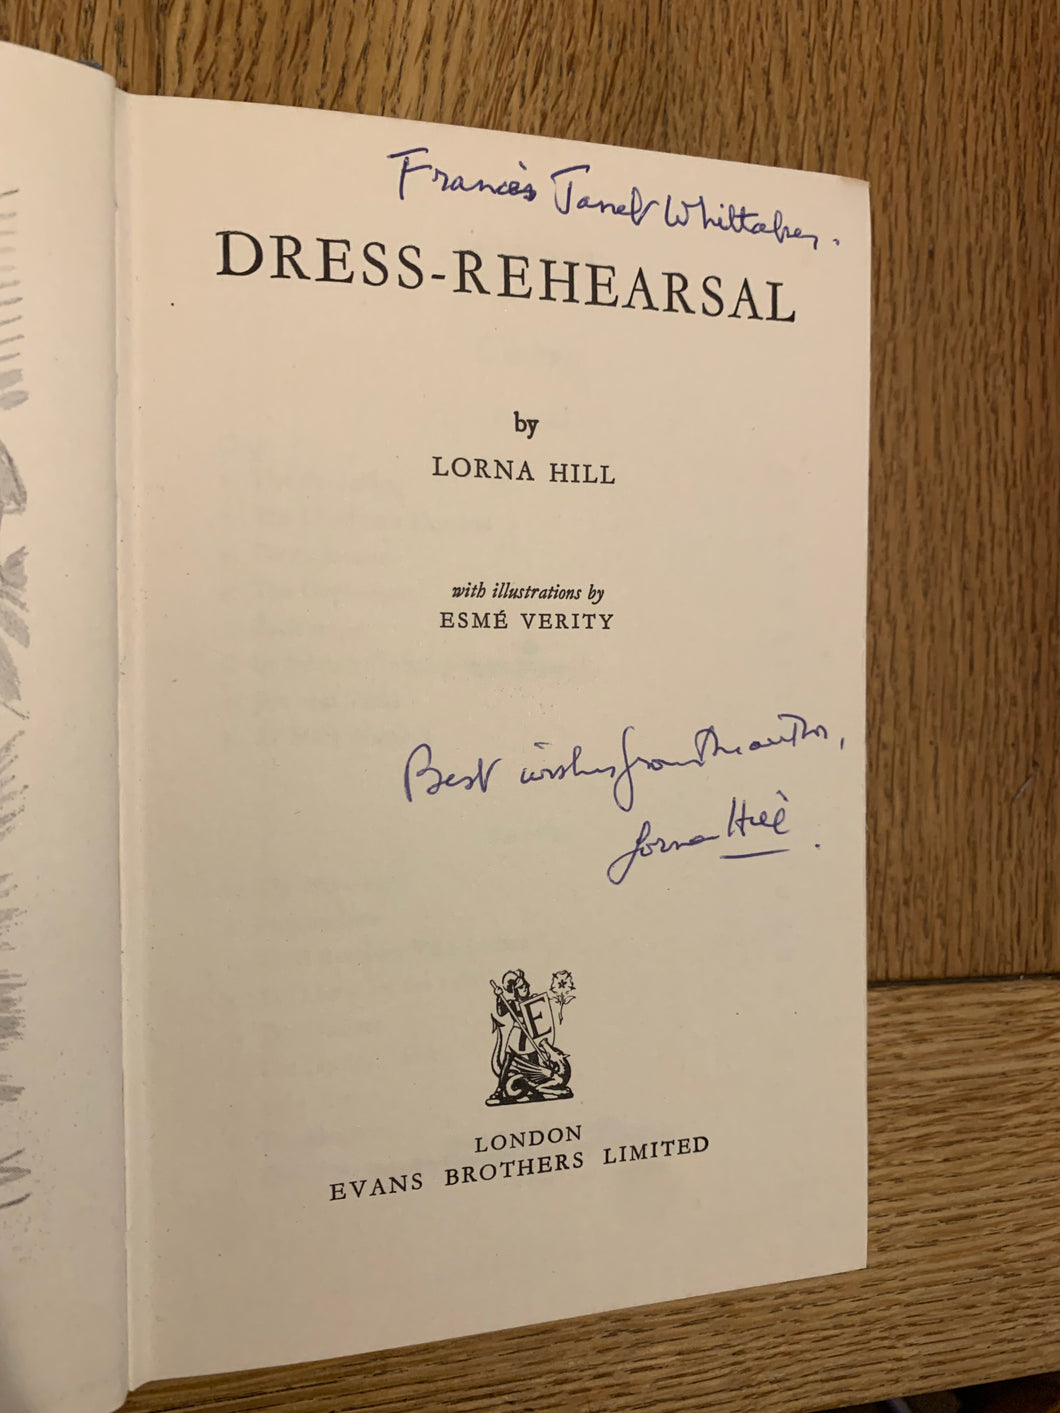 Frances Janet Whittaker.
DRESS-REHEARSAL
by
LORNA HILL
with illustrations by
ESMÉ VERITY
Best wishes from the author,
Lorna Hill.
E
LONDON
EVANS BROTHERS LIMITED